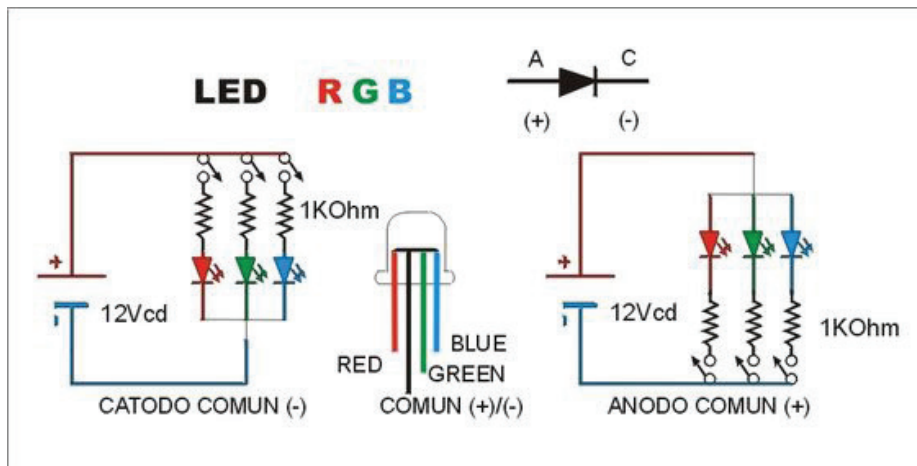 LED RGB
A C
(+) (-)
1KOhm
+
-
12Vcd
CATODO COMUN (-)
RED
BLUE
GREEN
COMUN (+)/(-)
+
-
12Vcd
1KOhm
ANODO COMUN (+)